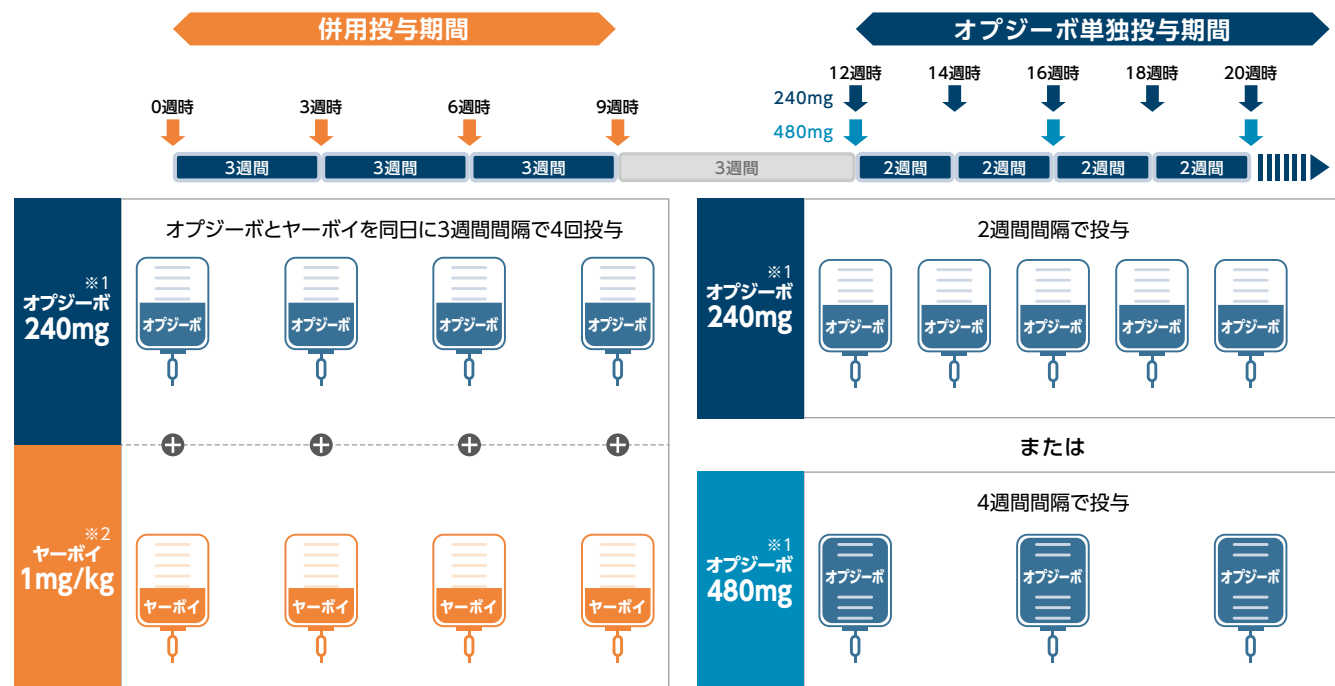 併用投与期間
オプジーボ単独投与期間
0週時 3週時 6週時 9週時
12週時 14週時 16週時 18週時 20週時
240mg
480mg
3週間 3週間 3週間 3週間 2週間 2週間 2週間 2週間
※1
オプジーボ
240mg
オプジーボとヤーボイを同日に3週間間隔で4回投与
オプジーボ オプジーボ オプジーボ オプジーボ
※2
ヤーボイ
1mg/kg
ヤーボイ ヤーボイ ヤーボイ ヤーボイ
※1
オプジーボ
240mg
2週間間隔で投与
オプジーボ オプジーボ オプジーボ オプジーボ オプジーボ
または
※1
オプジーボ
480mg
4週間間隔で投与
オプジーボ オプジーボ オプジーボ